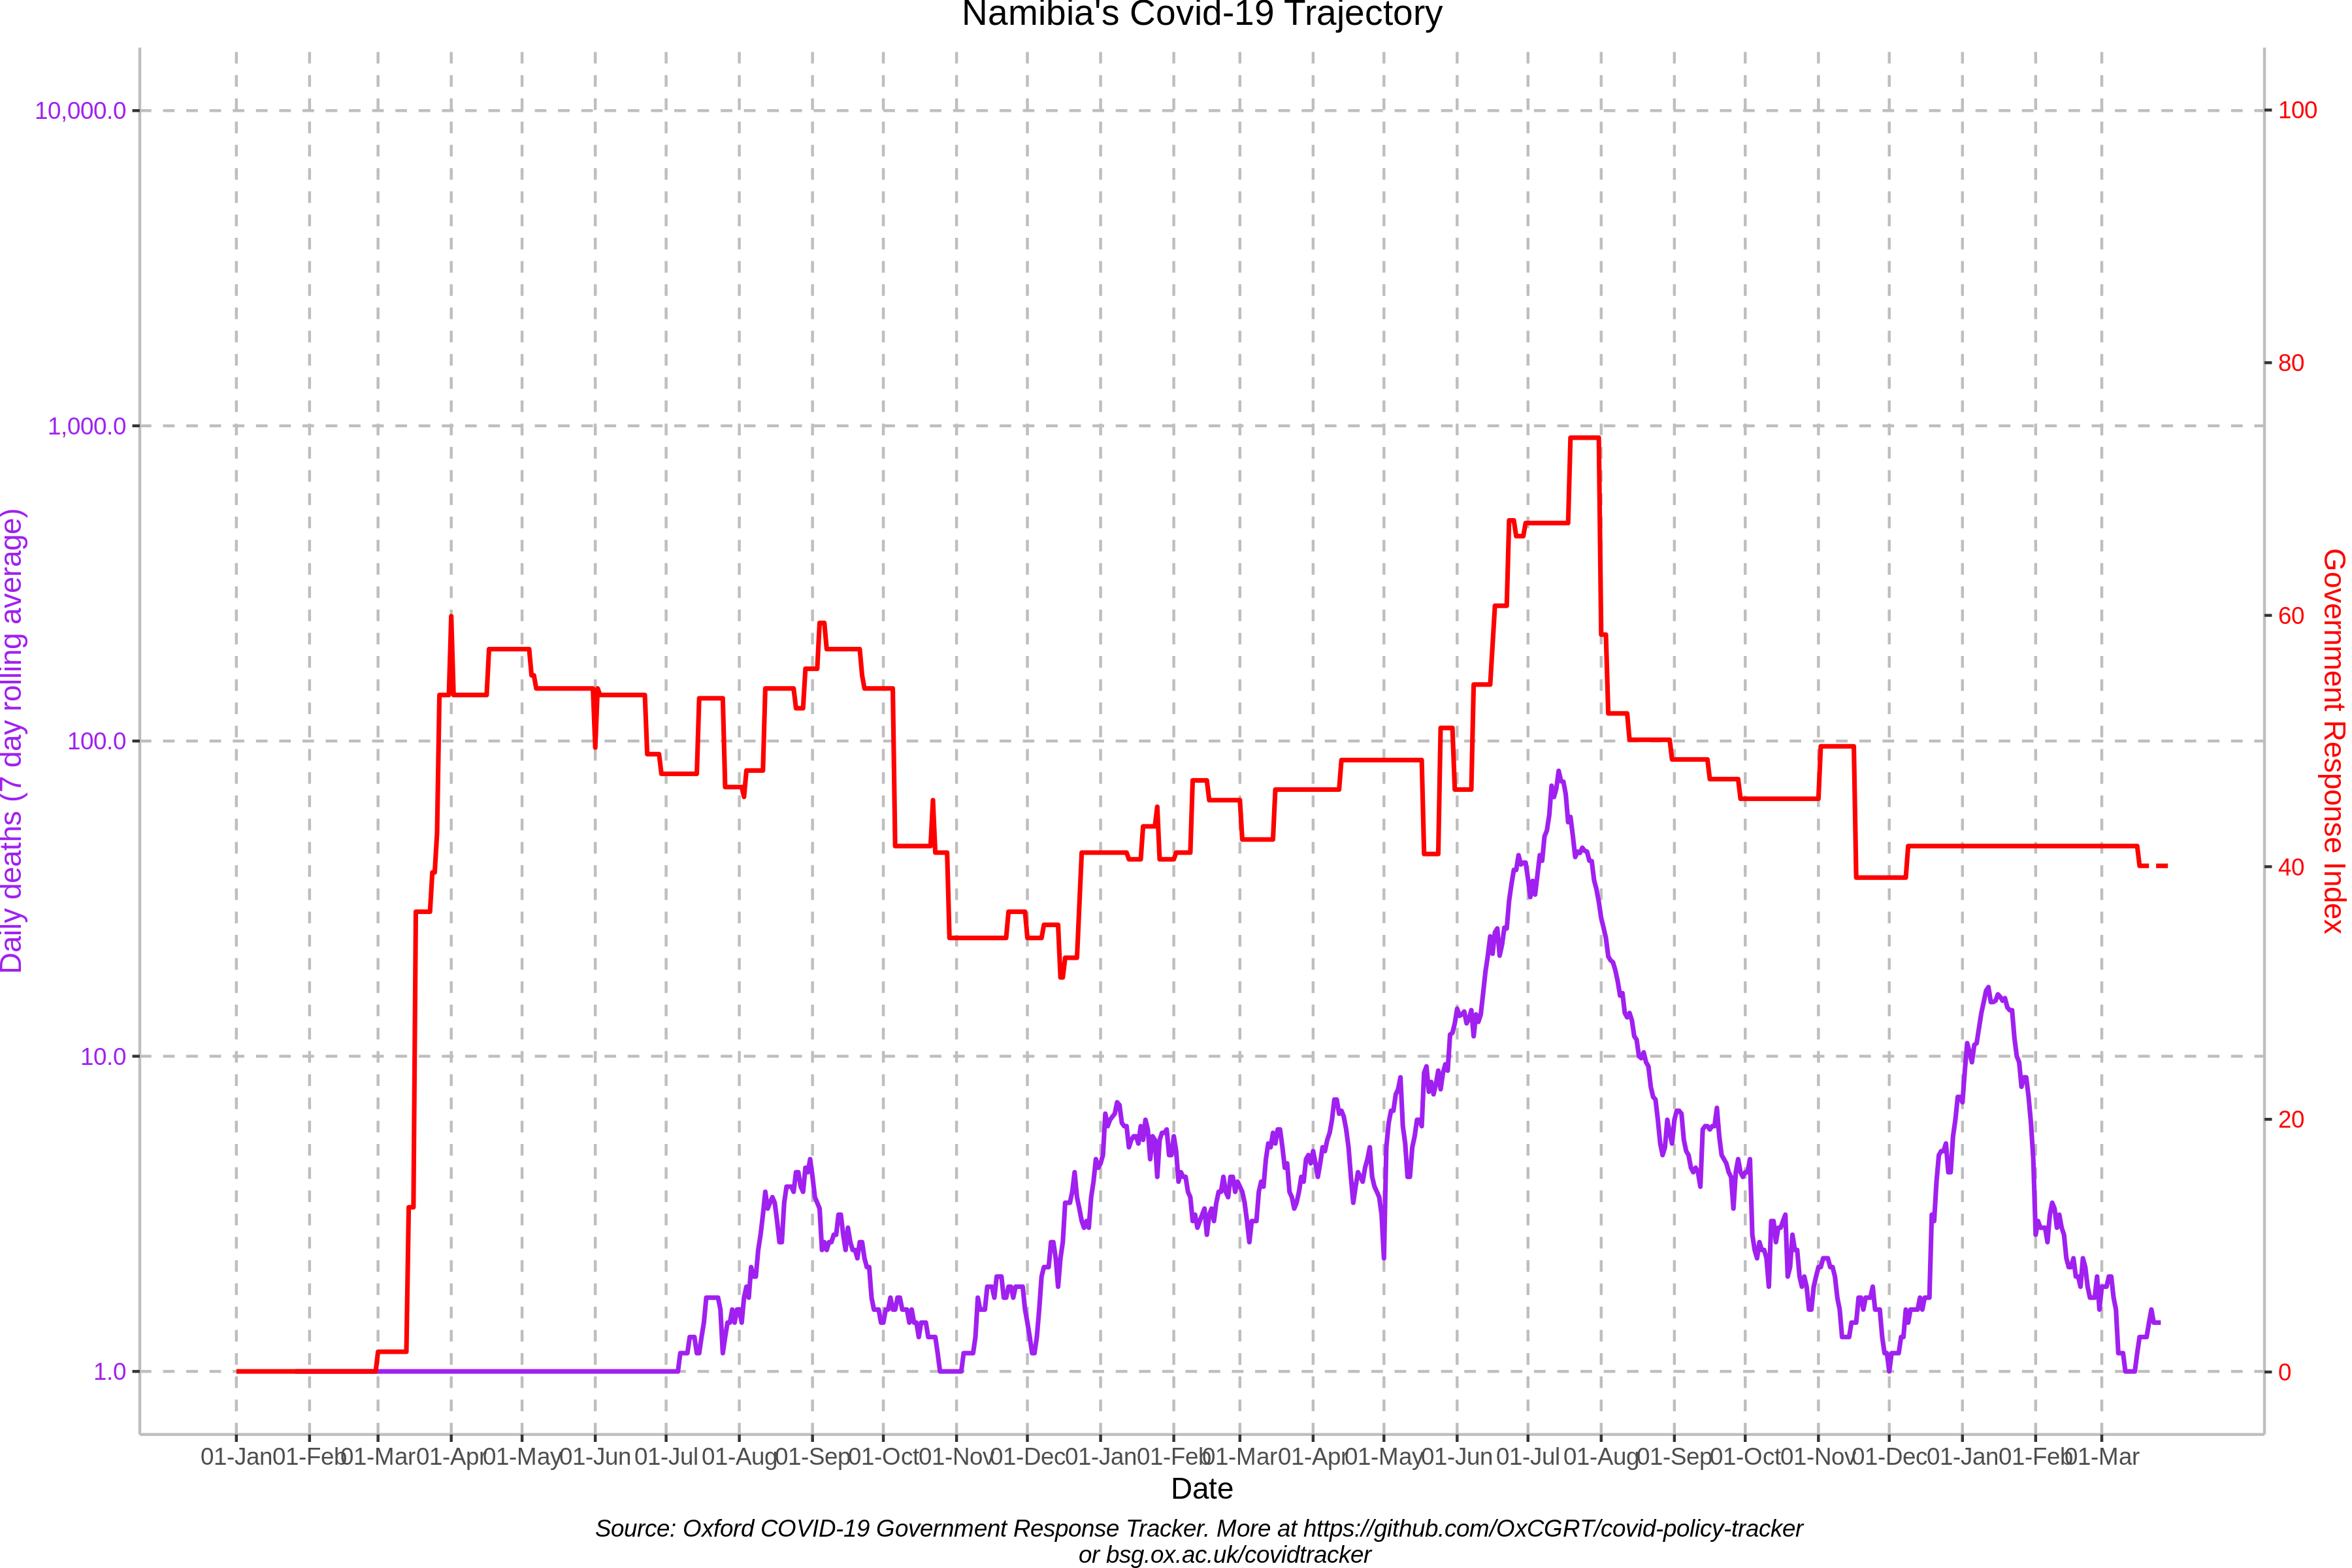 Namibia's Covid-19 Trajectory
10,000.0
1,000.0
100.0
10.0
1.0
Daily deaths (7 day rolling average)
100
80
60
40
20
0
Government Response Index
01-Jan 01-Feb 01-Mar 01-Apr 01-May 01-Jun 01-Jul 01-Aug 01-Sep 01-Oct 01-Nov 01-Dec 01-Jan 01-Feb 01-Mar 01-Apr 01-May 01-Jun 01-Jul 01-Aug 01-Sep 01-Oct 01-Nov 01-Dec 01-Jan 01-Feb 01-Mar
Date
Source: Oxford COVID-19 Government Response Tracker. More at https://github.com/OxCGRT/covid-policy-tracker
or bsg.ox.ac.uk/covidtracker